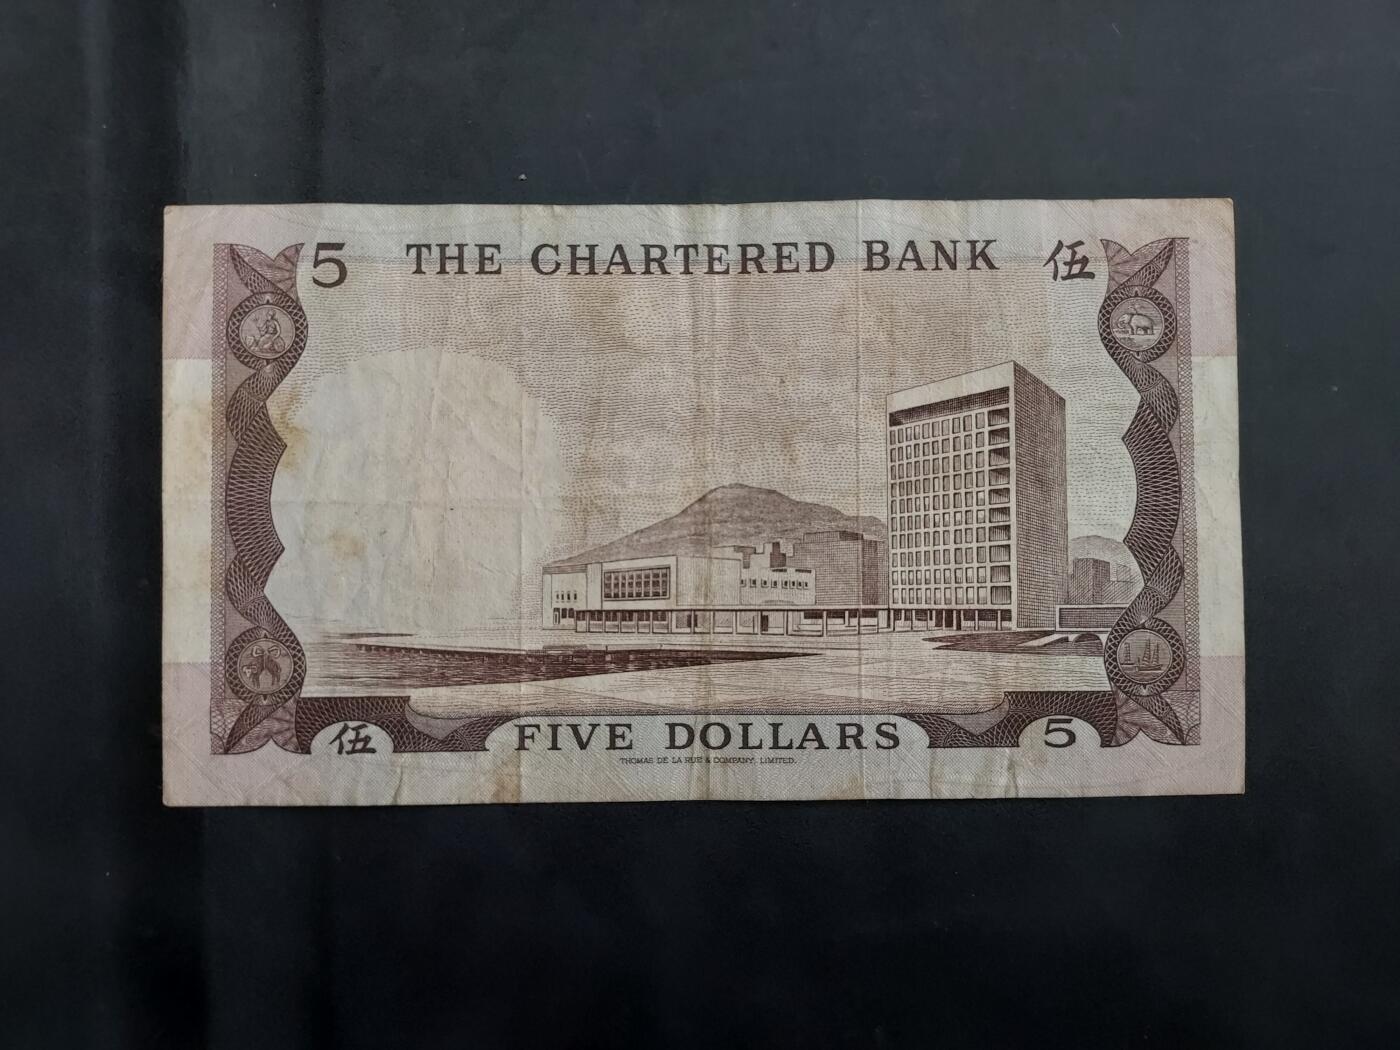 5 THE CHARTERED BANK 伍
伍 FIVE DOLLARS 5
THOMAS DE LA RUE & COMPANY, LIMITED.